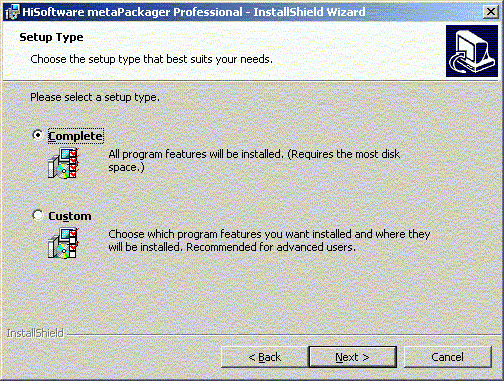 HiSoftware metaPackager Professional - InstallShield Wizard
Setup Type
Choose the setup type that best suits your needs.
Please select a setup type.
Complete
All program features will be installed. (Requires the most disk
space.)
Custom
Choose which program features you want installed and where they
will be installed. Recommended for advanced users.
InstallShield
< Back
Next >
Cancel